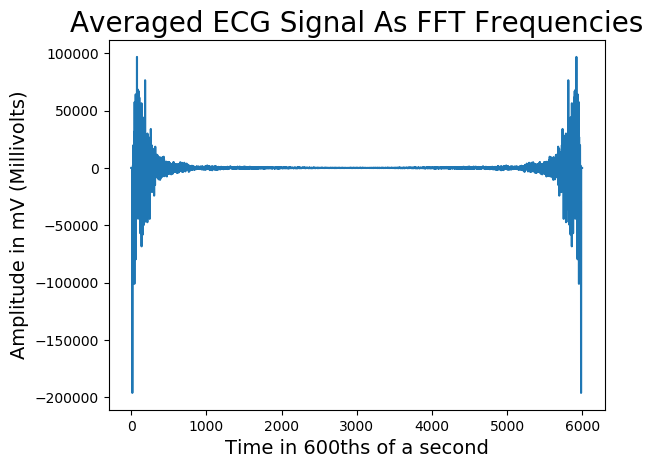 Averaged ECG Signal As FFT Frequencies
100000
50000
0
−50000
−100000
−150000
−200000
Amplitude in mV (Millivolts)
0 1000 2000 3000 4000 5000 6000
Time in 600ths of a second